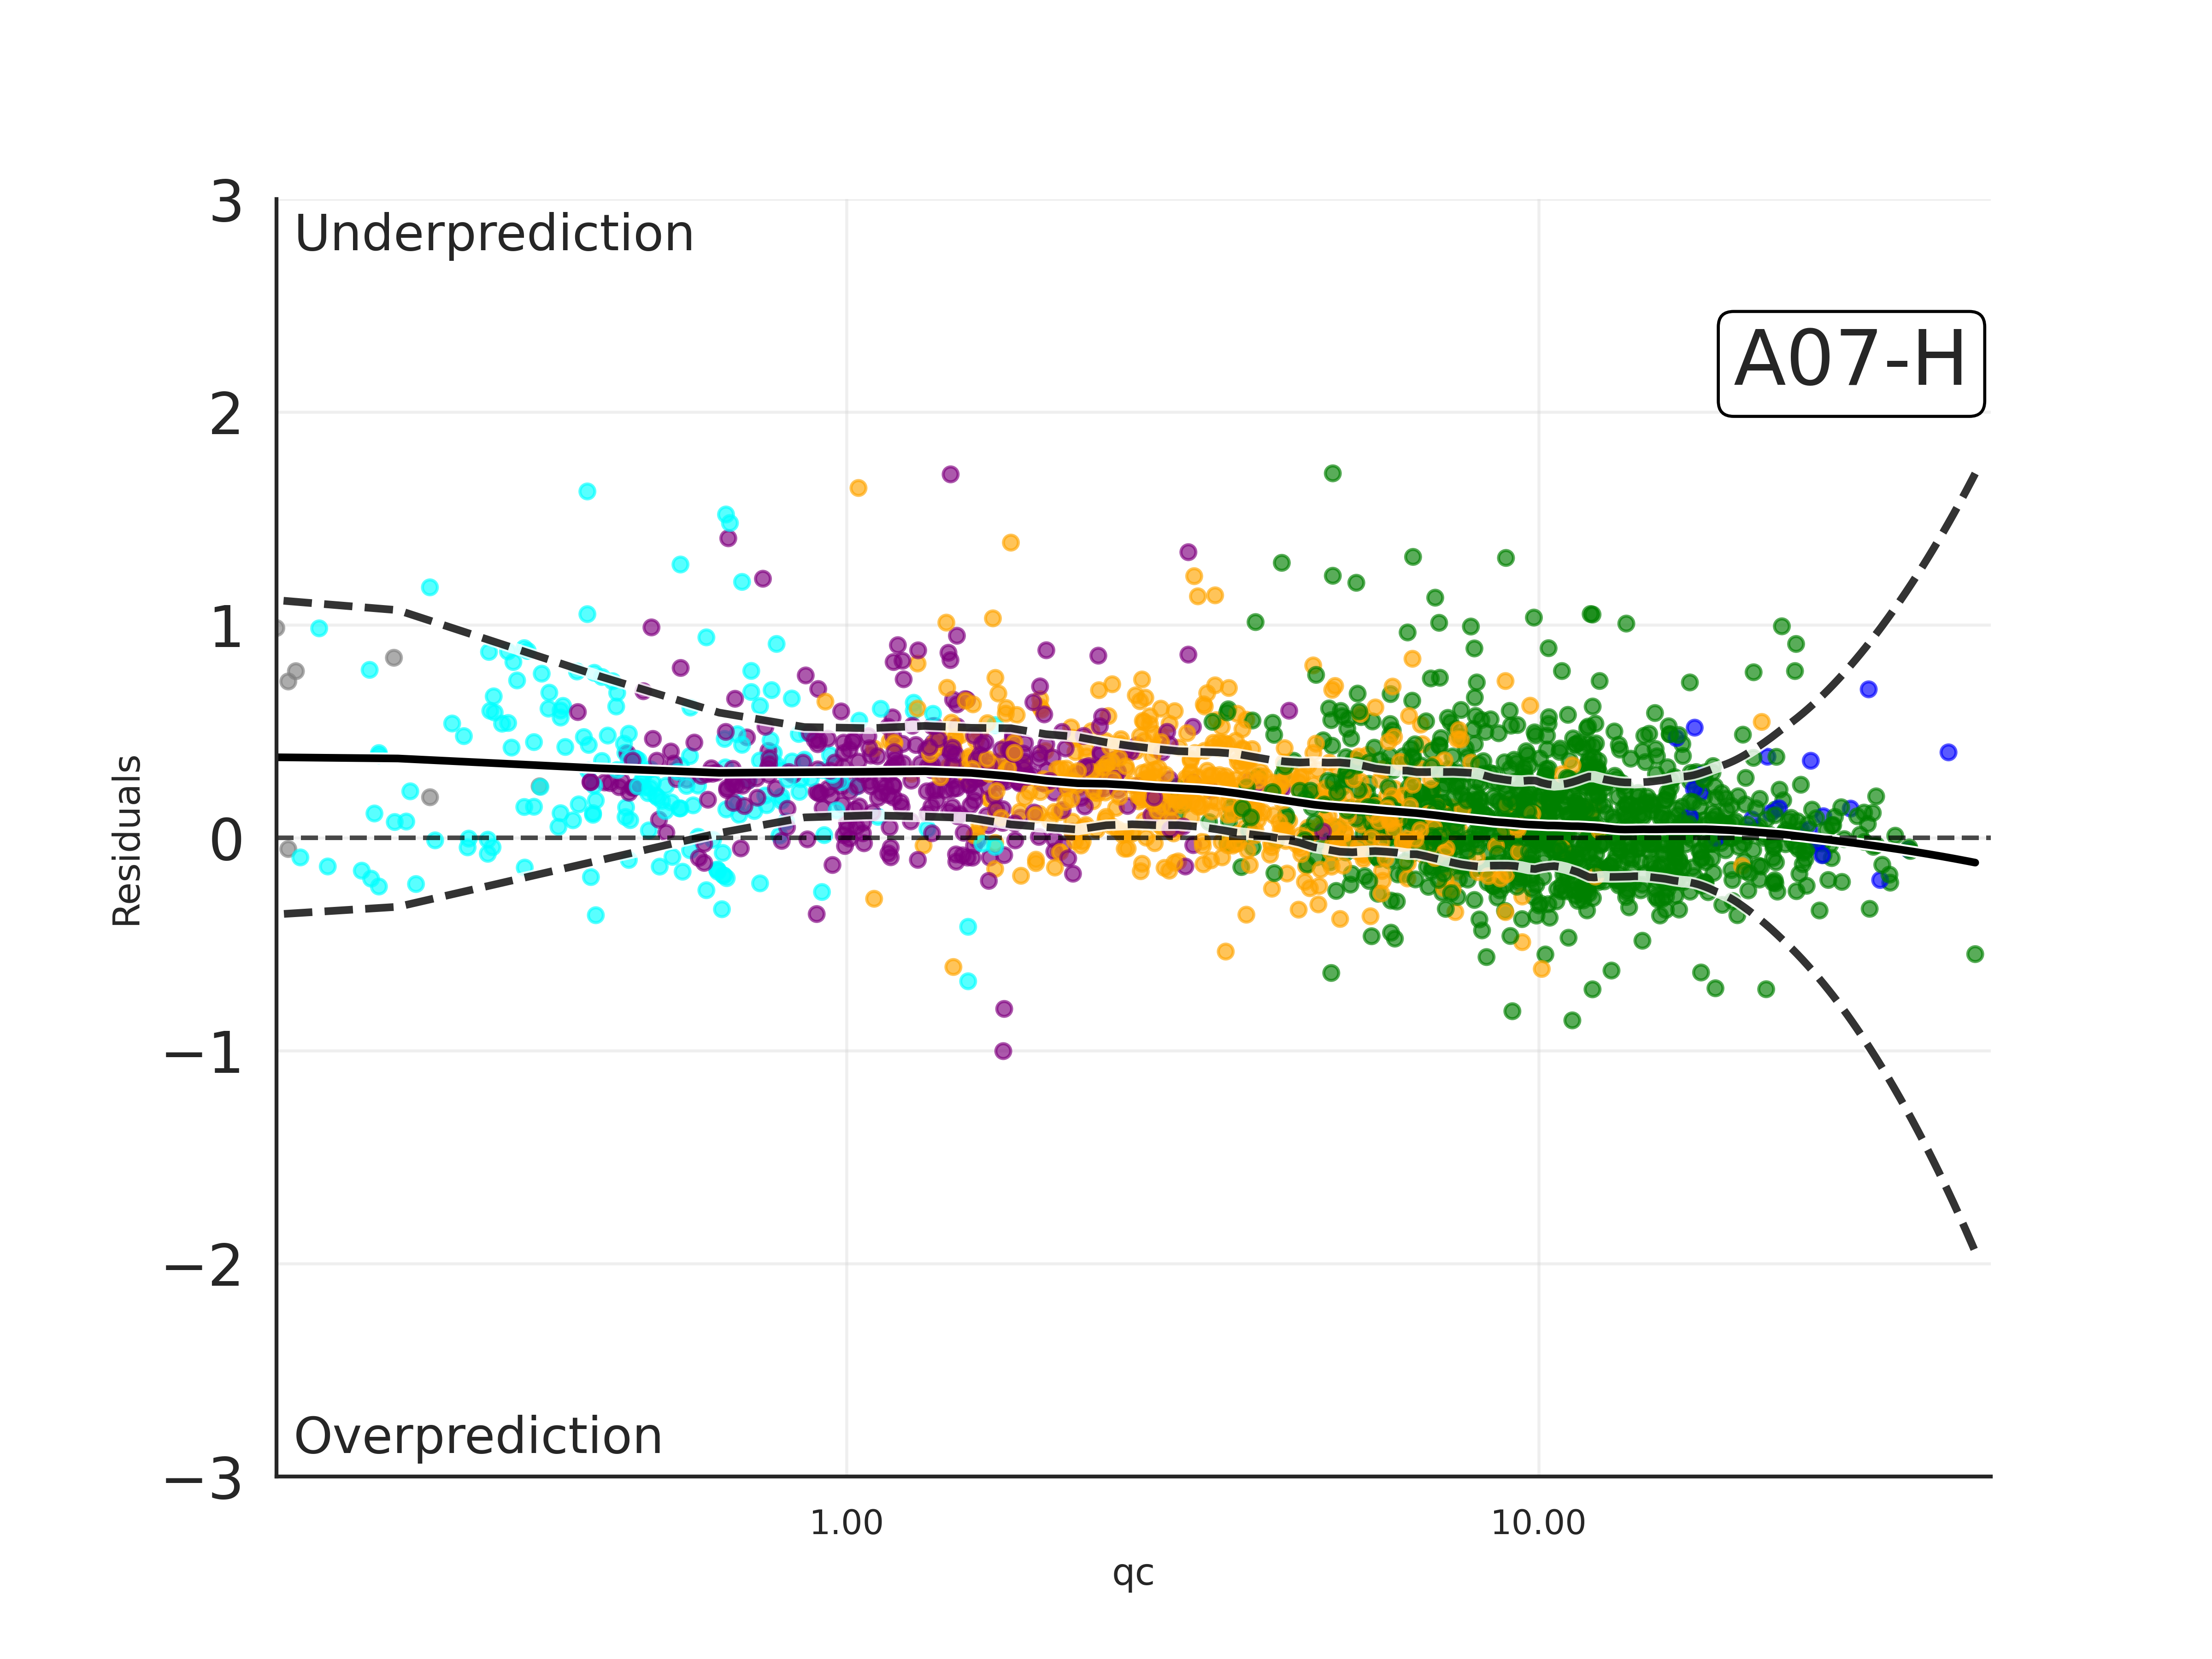 3
Underprediction
A07-H
2
1
0
Residuals
−1
−2
Overprediction
−3
1.00
10.00
qc